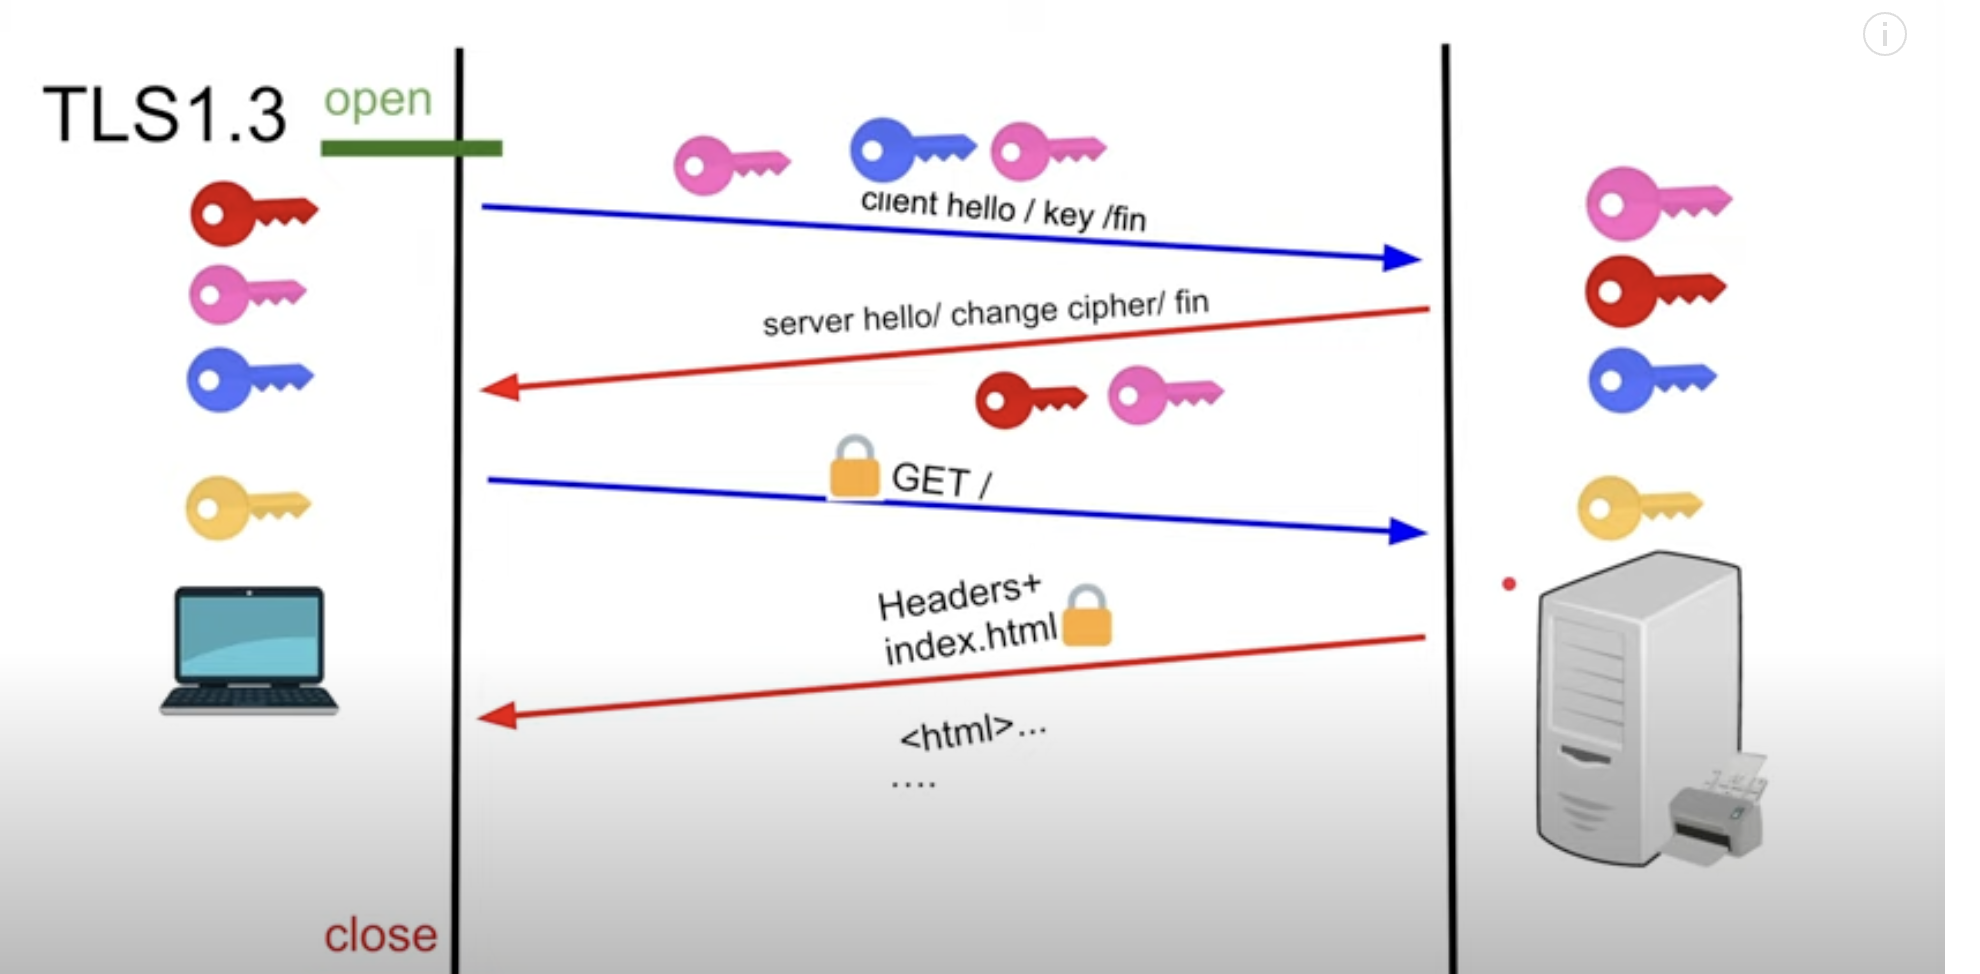 TLS1.3
open
client hello / key /fin
server hello/ change cipher/ fin
GET /
Headers+
index.html
<html>...
....
close